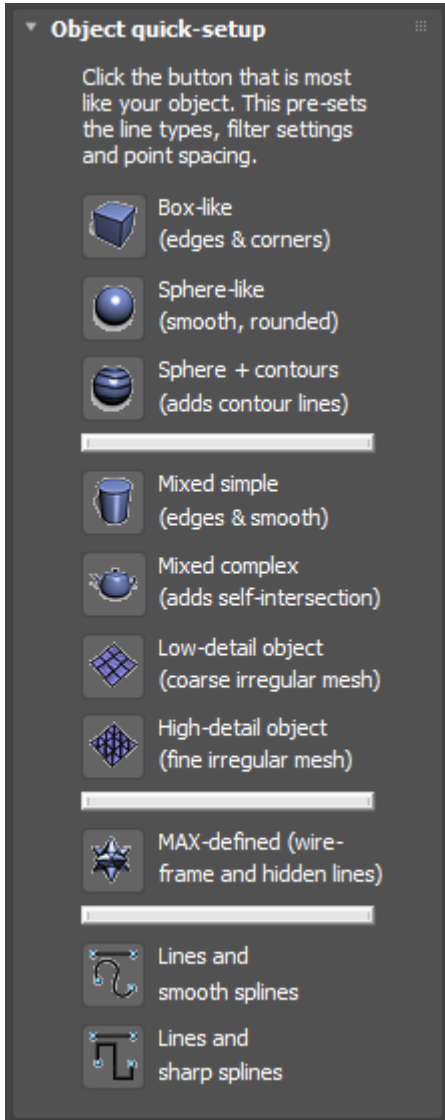 Object quick-setup
Click the button that is most
like your object. This pre-sets
the line types, filter settings
and point spacing.
Box-like
(edges & corners)
Sphere-like
(smooth, rounded)
Sphere + contours
(adds contour lines)
Mixed simple
(edges & smooth)
Mixed complex
(adds self-intersection)
Low-detail object
(coarse irregular mesh)
High-detail object
(fine irregular mesh)
MAX-defined (wire-
frame and hidden lines)
Lines and
smooth splines
Lines and
sharp splines